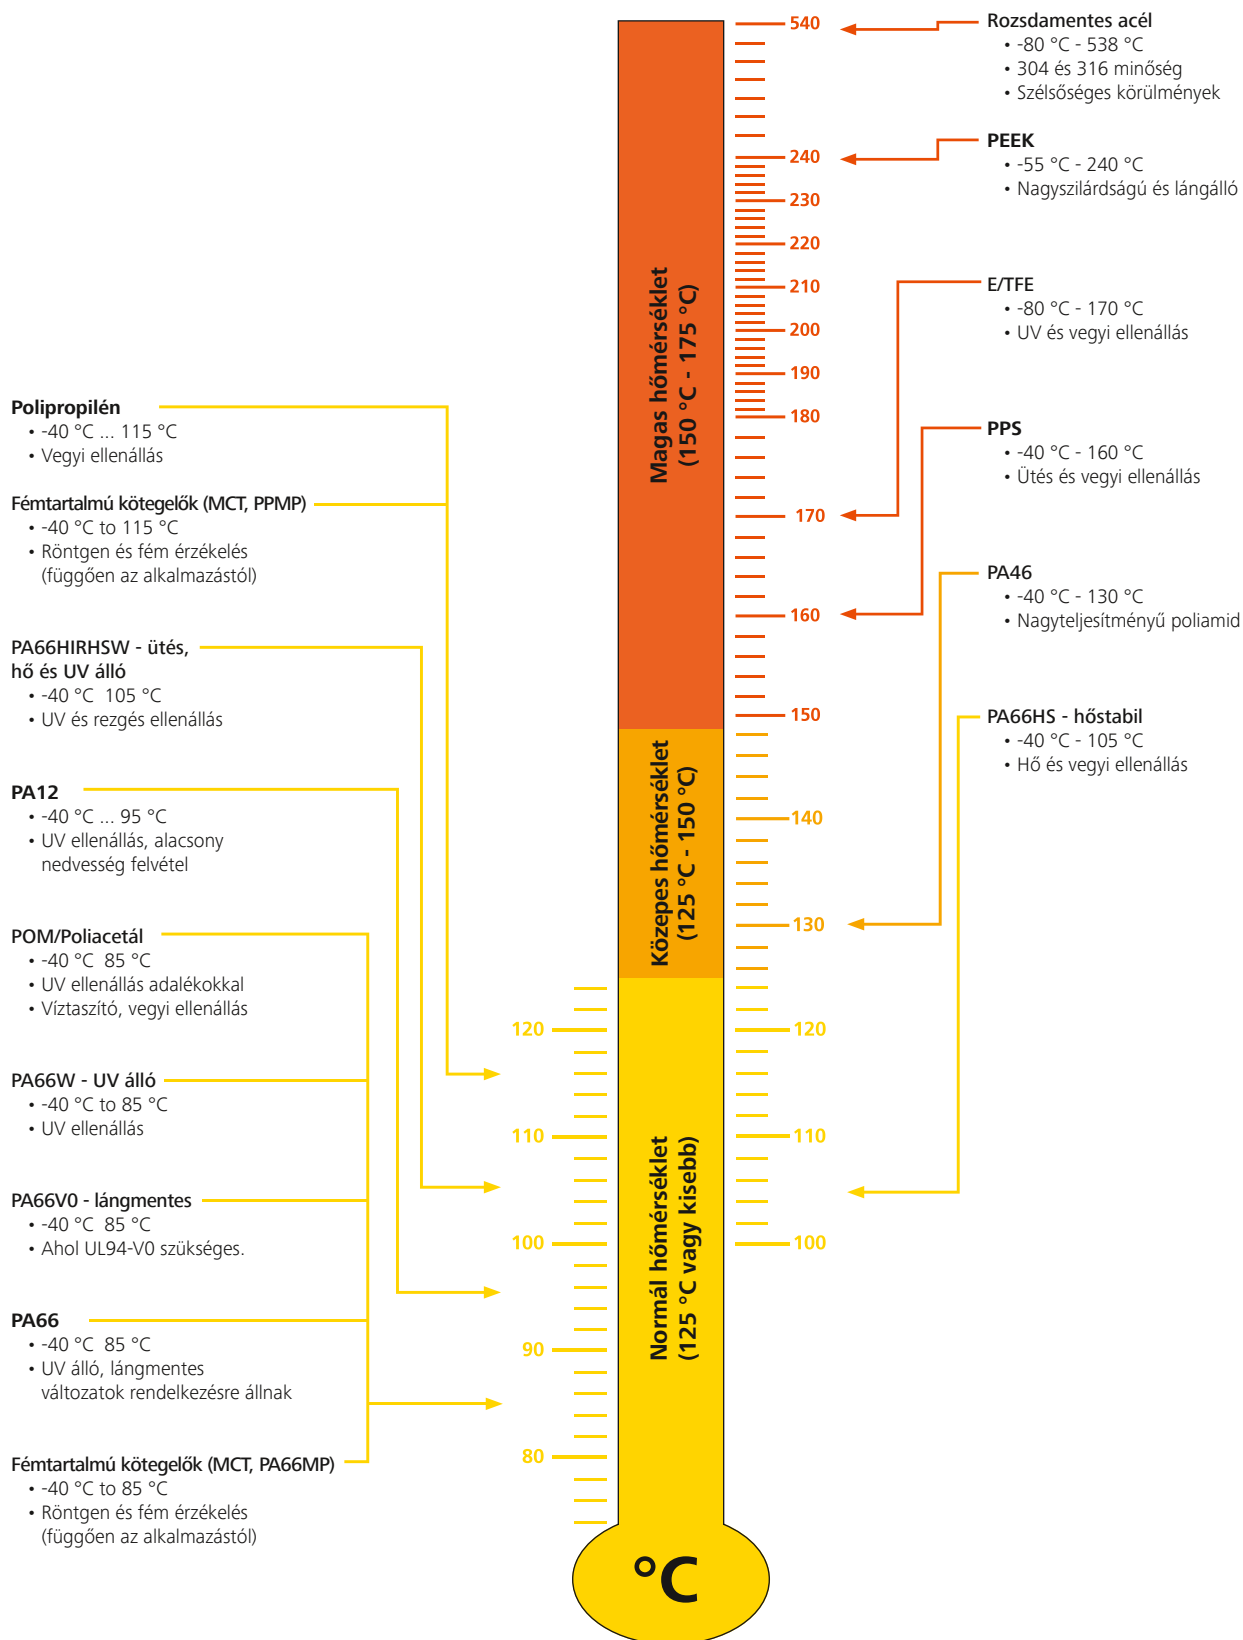 Polipropilén
• -40 °C ... 115 °C
• Vegyi ellenállás
Fémtartalmú kötegelők (MCT, PPMP)
• -40 °C to 115 °C
• Röntgen és fém érzékelés
(függően az alkalmazástól)
PA66HIRHSW - ütés,
hő és UV álló
• -40 °C 105 °C
• UV és rezgés ellenállás
PA12
• -40 °C ... 95 °C
• UV ellenállás, alacsony
nedvesség felvétel
POM/Poliacetál
• -40 °C 85 °C
• UV ellenállás adalékokkal
• Víztaszító, vegyi ellenállás
PA66W - UV álló
• -40 °C to 85 °C
• UV ellenállás
PA66V0 - lángmentes
• -40 °C 85 °C
• Ahol UL94-V0 szükséges.
PA66
• -40 °C 85 °C
• UV álló, lángmentes
változatok rendelkezésre állnak
Fémtartalmú kötegelők (MCT, PA66MP)
• -40 °C to 85 °C
• Röntgen és fém érzékelés
(függően az alkalmazástól)
120
110
100
90
80
Magas hőmérséklet
(150 °C - 175 °C)
Közepes hőmérséklet
(125 °C - 150 °C)
Normál hőmérséklet
(125 °C vagy kisebb)
°C
540
240
230
220
210
200
190
180
170
160
150
140
130
120
110
100
Rozsdamentes acél
• -80 °C - 538 °C
• 304 és 316 minőség
• Szélsőséges körülmények
PEEK
• -55 °C - 240 °C
• Nagyszilárdságú és lángálló
E/TFE
• -80 °C - 170 °C
• UV és vegyi ellenállás
PPS
• -40 °C - 160 °C
• Ütés és vegyi ellenállás
PA46
• -40 °C - 130 °C
• Nagyteljesítményű poliamid
PA66HS - hőstabil
• -40 °C - 105 °C
• Hő és vegyi ellenállás